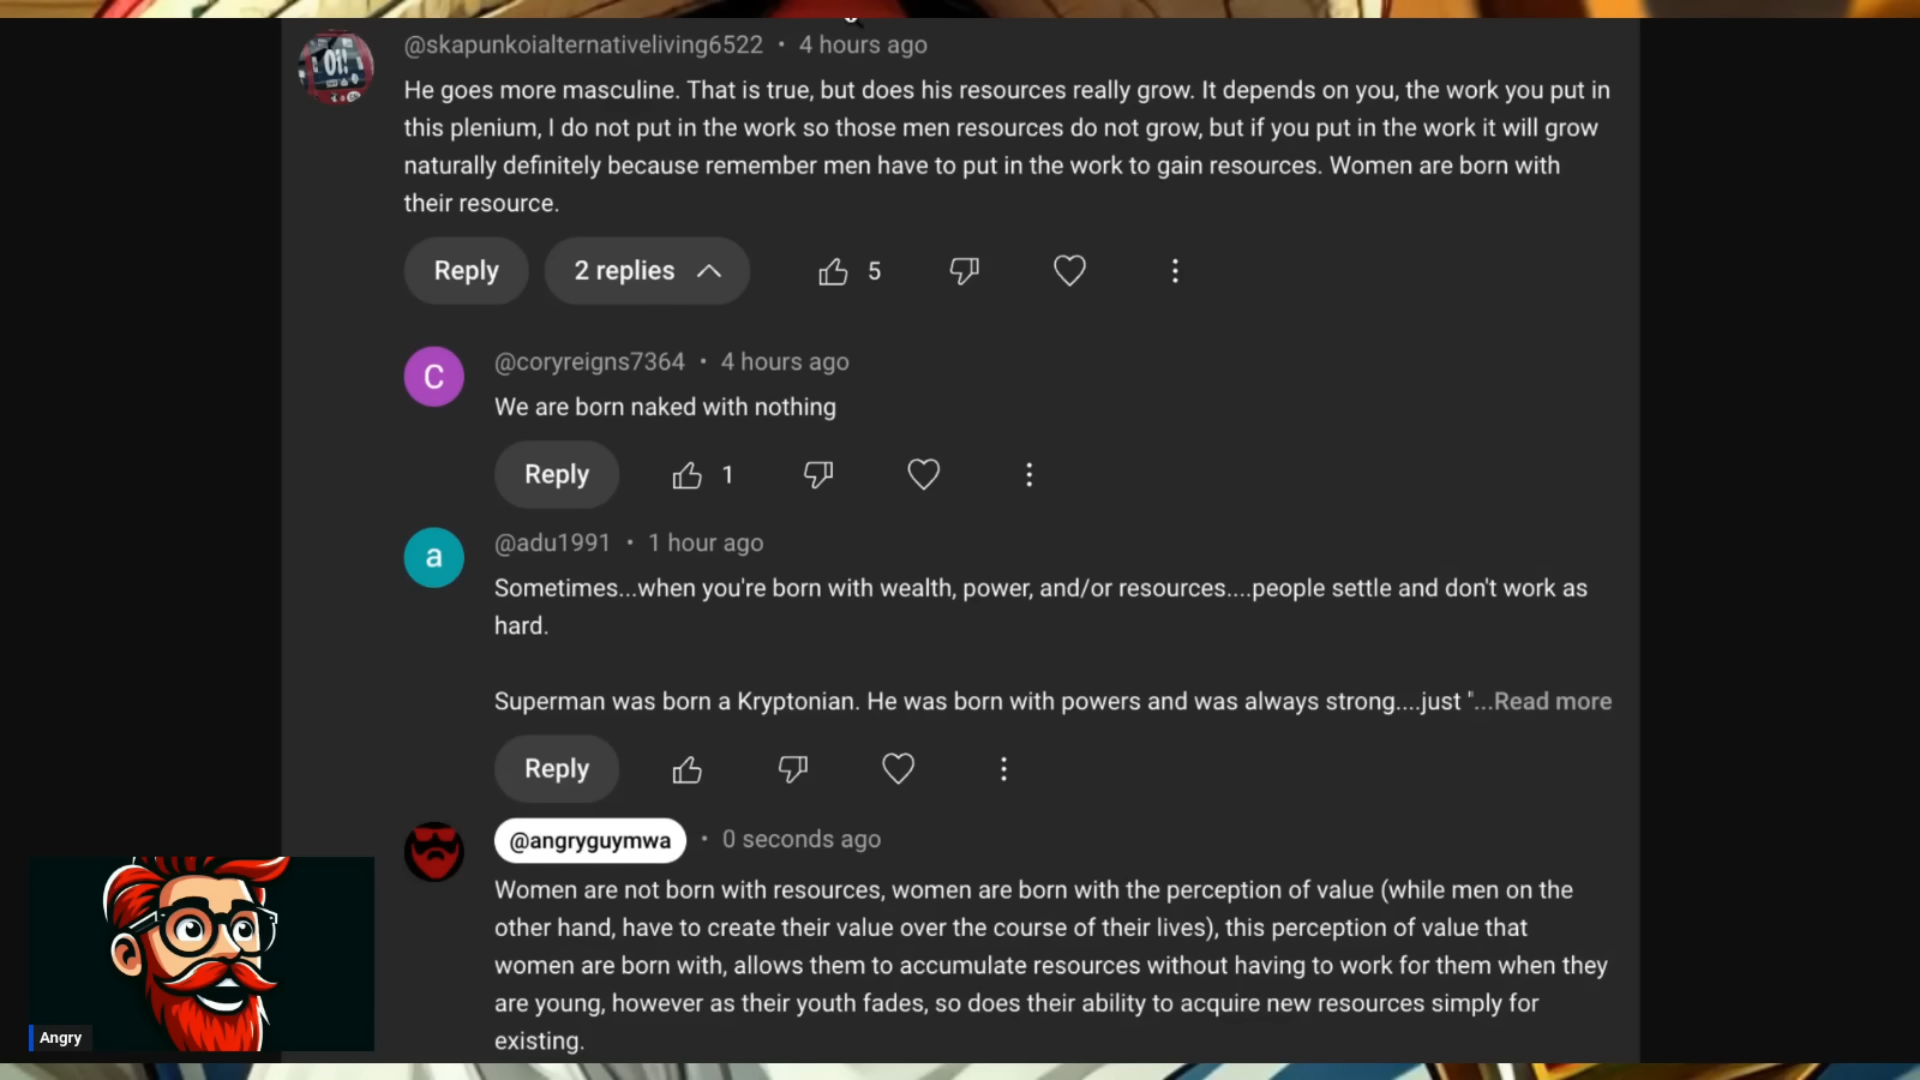 @skapunkoialternativeliving6522 • 4 hours ago
Oi!
He goes more masculine. That is true, but does his resources really grow. It depends on you, the work you put in
this plenium, I do not put in the work so those men resources do not grow, but if you put in the work it will grow
naturally definitely because remember men have to put in the work to gain resources. Women are born with
their resource.
Reply 2 replies 5
@coryreigns7364 • 4 hours ago
C
We are born naked with nothing
Reply 1
@adu1991 • 1 hour ago
a
Sometimes...when you're born with wealth, power, and/or resources....people settle and don't work as
hard.
Superman was born a Kryptonian. He was born with powers and was always strong....just "...Read more
Reply
@angryguymwa • 0 seconds ago
Women are not born with resources, women are born with the perception of value (while men on the
other hand, have to create their value over the course of their lives), this perception of value that
women are born with, allows them to accumulate resources without having to work for them when they
are young, however as their youth fades, so does their ability to acquire new resources simply for
existing.
Angry